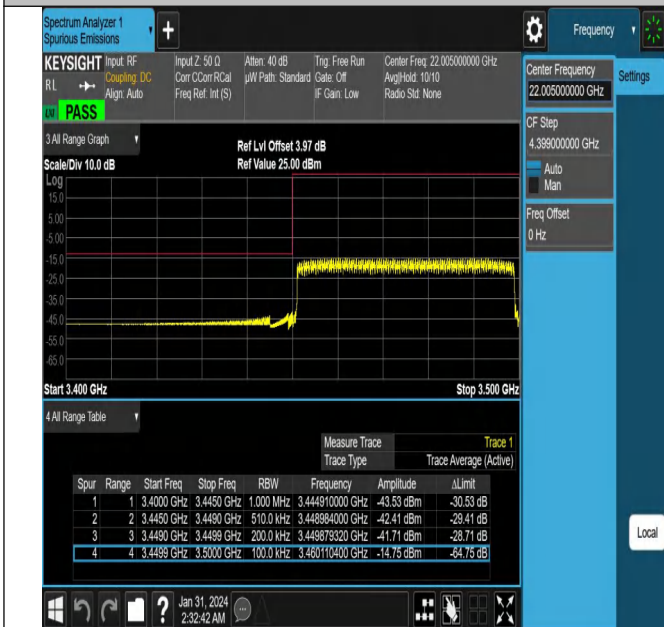 Spectrum Analyzer 1
Spurious Emissions
+
Frequency
KEYSIGHT
RL
LXI PASS
Input: RF
Coupling: DC
Align: Auto
Input Z: 50 Ω
Corr CCorr RCal
Freq Ref: Int (S)
Atten: 40 dB
µW Path: Standard
Trig: Free Run
Gate: Off
IF Gain: Low
Center Freq: 22.005000000 GHz
Avg|Hold: 10/10
Radio Std: None
Center Frequency
22.005000000 GHz
Settings
CF Step
4.399000000 GHz
Auto
Man
Freq Offset
0 Hz
Local
3 All Range Graph
Scale/Div 10.0 dB
Ref Lvl Offset 3.97 dB
Ref Value 25.00 dBm
Log
15.0
5.00
-5.00
-15.0
-25.0
-35.0
-45.0
-55.0
-65.0
Start 3.400 GHz Stop 3.500 GHz
4 All Range Table
Measure Trace Trace 1
Trace Type Trace Average (Active)
Spur Range Start Freq Stop Freq RBW Frequency Amplitude ΔLimit
1 1 3.4000 GHz 3.4450 GHz 1.000 MHz 3.444910000 GHz -43.53 dBm -30.53 dB
2 2 3.4450 GHz 3.4490 GHz 510.0 kHz 3.448984000 GHz -42.41 dBm -29.41 dB
3 3 3.4490 GHz 3.4499 GHz 200.0 kHz 3.449879320 GHz -41.71 dBm -28.71 dB
4 4 3.4499 GHz 3.5000 GHz 100.0 kHz 3.460110400 GHz -14.75 dBm -64.75 dB
?
Jan 31, 2024
2:32:42 AM